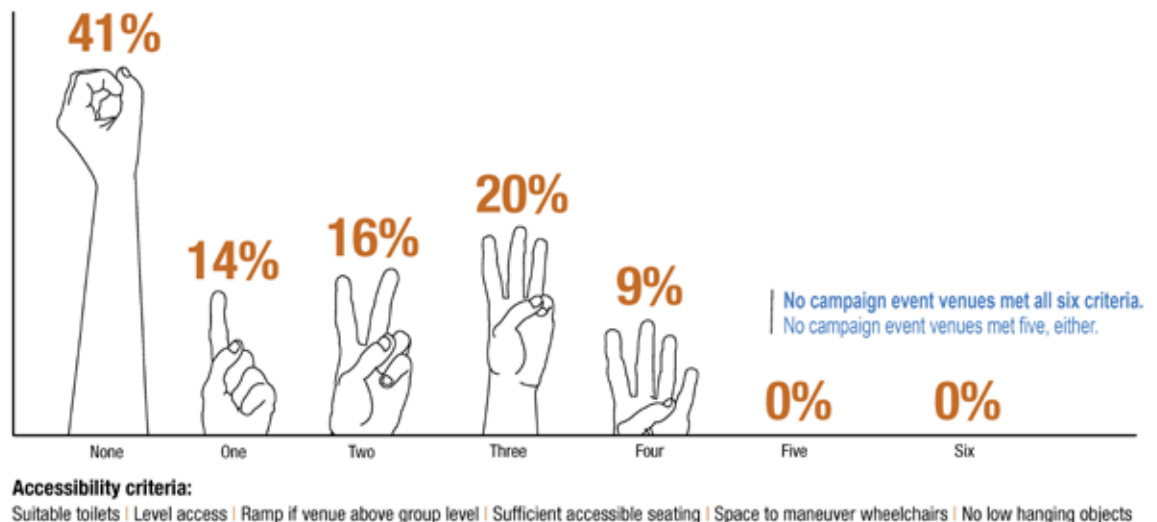 41%
14%
16%
20%
9%
0%
0%
No campaign event venues met all six criteria.
No campaign event venues met five, either.
None
One
Two
Three
Four
Five
Six
Accessibility criteria:
Suitable toilets | Level access | Ramp if venue above group level | Sufficient accessible seating | Space to maneuver wheelchairs | No low hanging objects